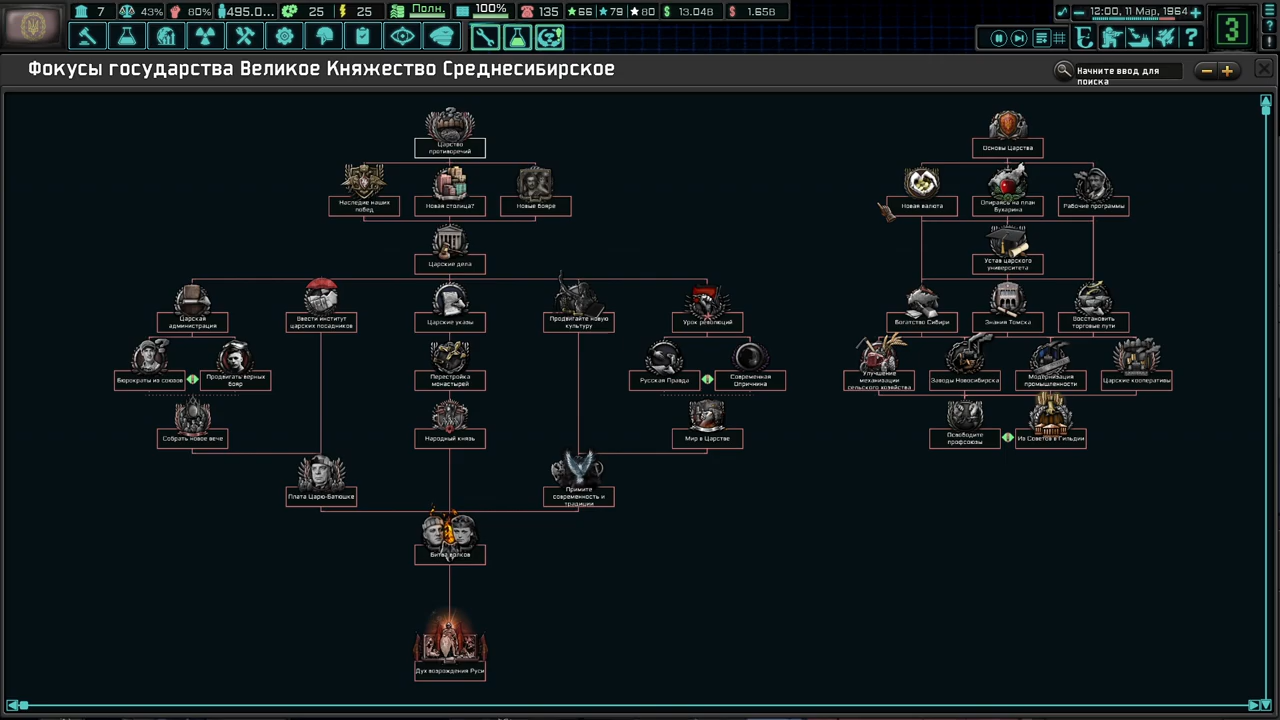 7 43% 80% 495.0... 25 25 Полн. 100% 135 66 79 80 $ 13.048 $ 1.658 12:00, 11 Мар, 1964
3
Фокусы государства Великое Княжество Среднесибирское
Начните ввод для
поиска
Царство
противоречий
Основы Царства
Наследие наших
побед
Новая столица?
Новые бояре
Новая валюта
Опираясь на план
Бухарина
Рабочие программы
Царские дела
Устав царского
университета
Царская
администрация
Ввести институт
царских посадников
Царские указы
Продвигайте новую
культуру
Урок революций
Богатство Сибири
Знания Томска
Восстановить
торговые пути
Бюрократы из союзов
Продвигать верных
бояр
Перестройка
монастырей
Русская Правда
Современная
Опричнина
Улучшение
механизации
сельского хозяйства
Заводы Новосибирска
Модернизация
промышленности
Царские кооперативы
Собрать новое вече
Народный князь
Мир в Царстве
Освободите
профсоюзы
Из Советов в Гильдии
Плата Царю-Батюшке
Примите
современность и
традиции
Битва волков
Дух возрождения Руси